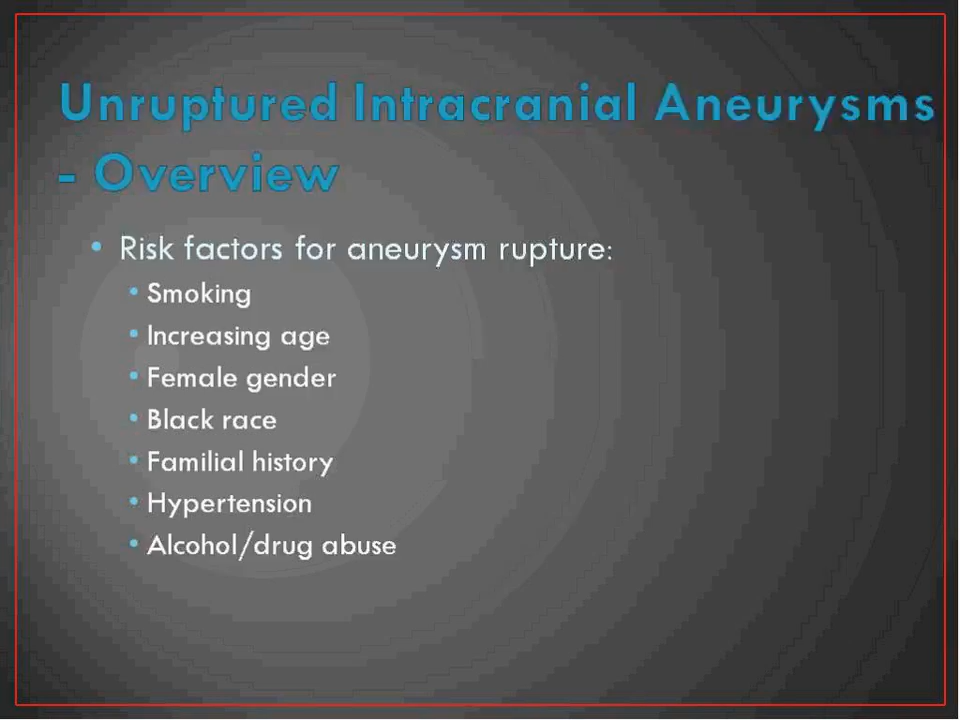 Unruptured Intracranial Aneurysms
- Overview
• Risk factors for aneurysm rupture:
• Smoking
• Increasing age
• Female gender
• Black race
• Familial history
• Hypertension
• Alcohol/drug abuse